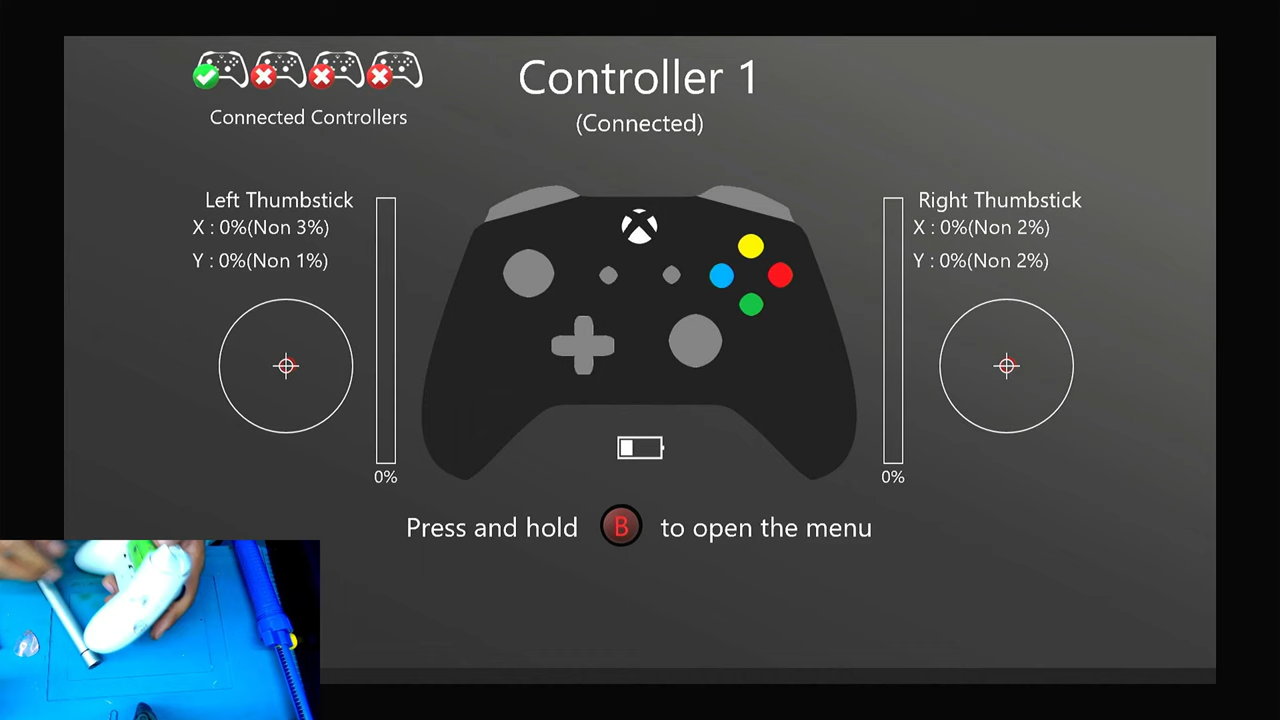 Controller 1
(Connected)
Connected Controllers
Left Thumbstick
X : 0%(Non 3%)
Y : 0%(Non 1%)
0%
Right Thumbstick
X : 0%(Non 2%)
Y : 0%(Non 2%)
0%
Press and hold B to open the menu